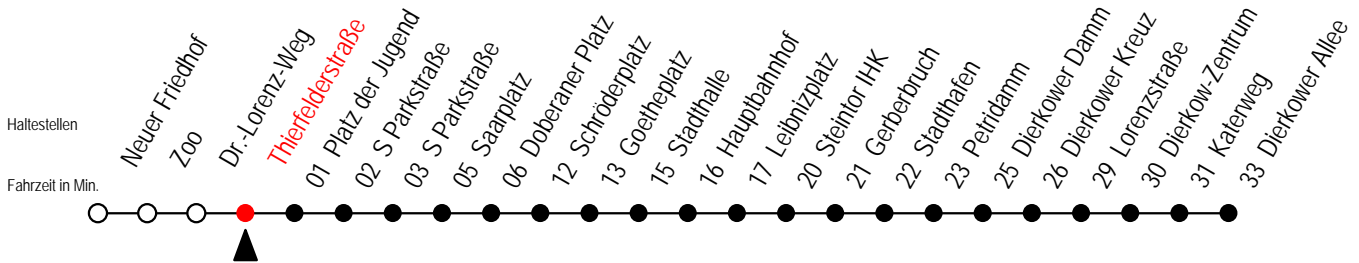 Haltestellen
Fahrzeit in Min.
Neuer Friedhof
Zoo
Dr.-Lorenz-Weg
Thierfelderstraße
01 Platz der Jugend
02 S Parkstraße
03 S Parkstraße
05 Saarplatz
06 Doberaner Platz
12 Schröderplatz
13 Goetheplatz
15 Stadthalle
16 Hauptbahnhof
17 Leibnizplatz
20 Steintor IHK
21 Gerberbruch
22 Stadhafen
23 Petridamm
25 Dierkower Damm
26 Dierkower Kreuz
29 Lorenzstraße
30 Dierkow-Zentrum
31 Katerweg
33 Dierkower Allee